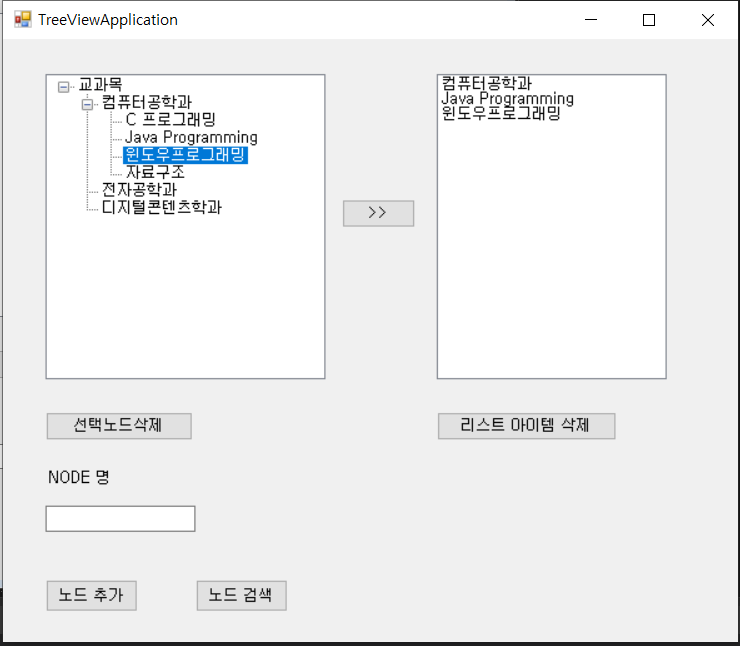 TreeViewApplication
교과목
컴퓨터공학과
C 프로그래밍
Java Programming
윈도우프로그래밍
자료구조
전자공학과
디지털콘텐츠학과
>>
컴퓨터공학과
Java Programming
윈도우프로그래밍
선택노드삭제
리스트 아이템 삭제
NODE 명
노드 추가
노드 검색